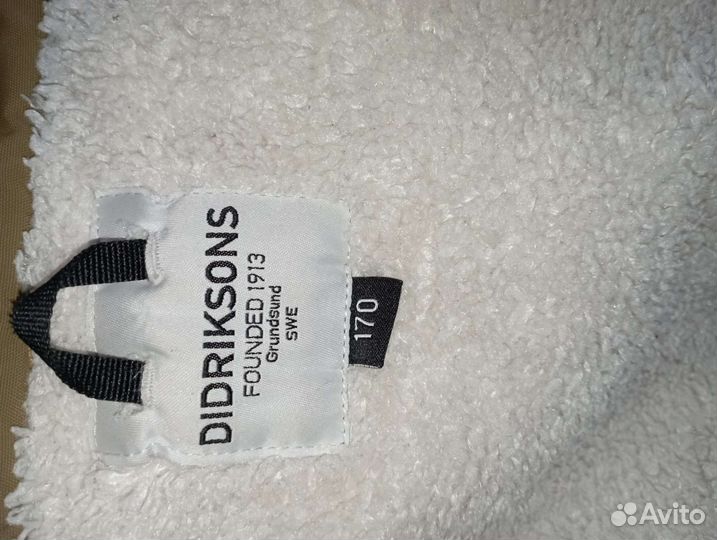 DIDRIKSONS
FOUNDED 1913
Grundsund
SWE
170
Avito